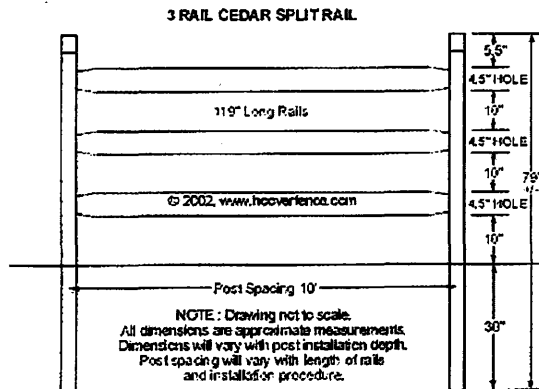 3 RAIL CEDAR SPLIT RAIL
5.5"
4.5" HOLE
119" Long Rails
10"
4.5" HOLE
10"
79"
+/-
© 2002, www.hooverfence.com
4.5" HOLE
10"
Post Spacing 10'
NOTE : Drawing not to scale.
All dimensions are approximate measurements.
Dimensions will vary with post installation depth.
30"
Post spacing will vary with length of rails
and installation procedure.